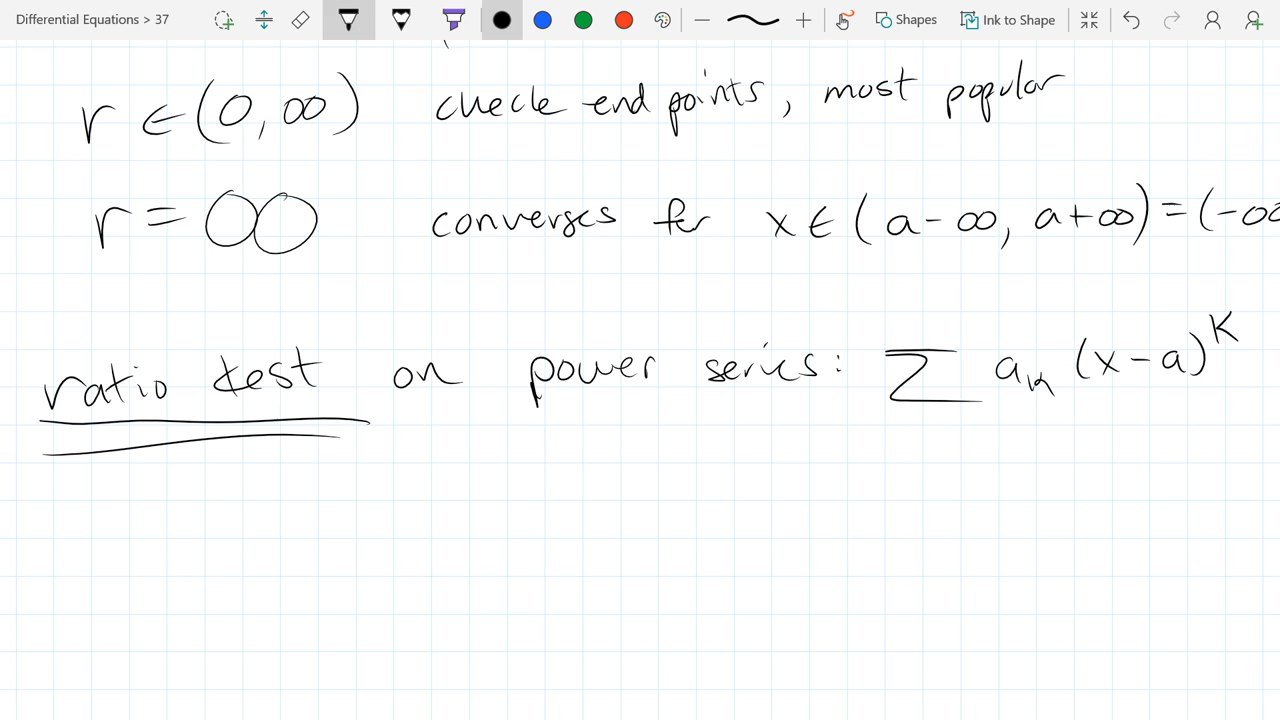 Differential Equations > 37
Shapes
Ink to Shape
r ∈ (0, ∞) check end points, most popular
r = ∞ converges for x ∈ (a - ∞, a + ∞) = (-∞
ratio test on power series: Σ a_k (x - a)^k